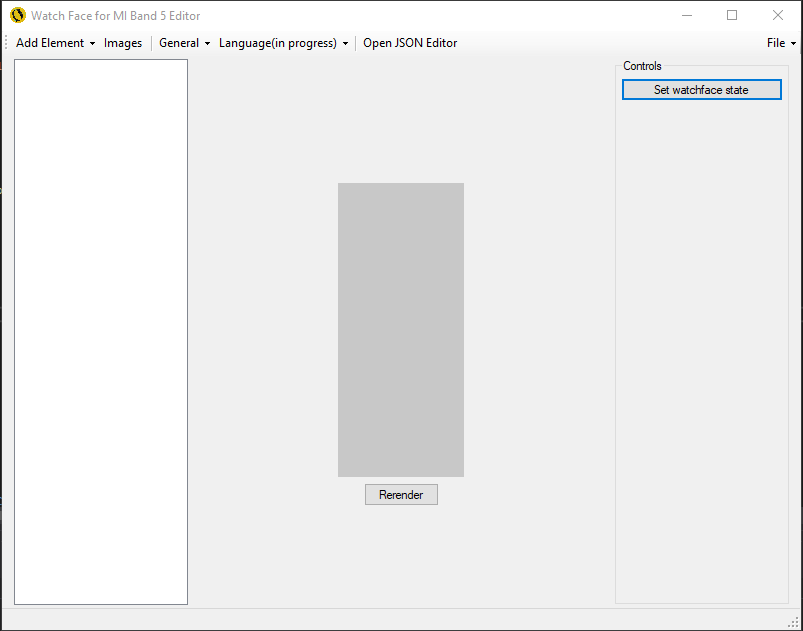 Watch Face for MI Band 5 Editor
Add Element Images General Language(in progress) Open JSON Editor File
Controls
Set watchface state
Rerender